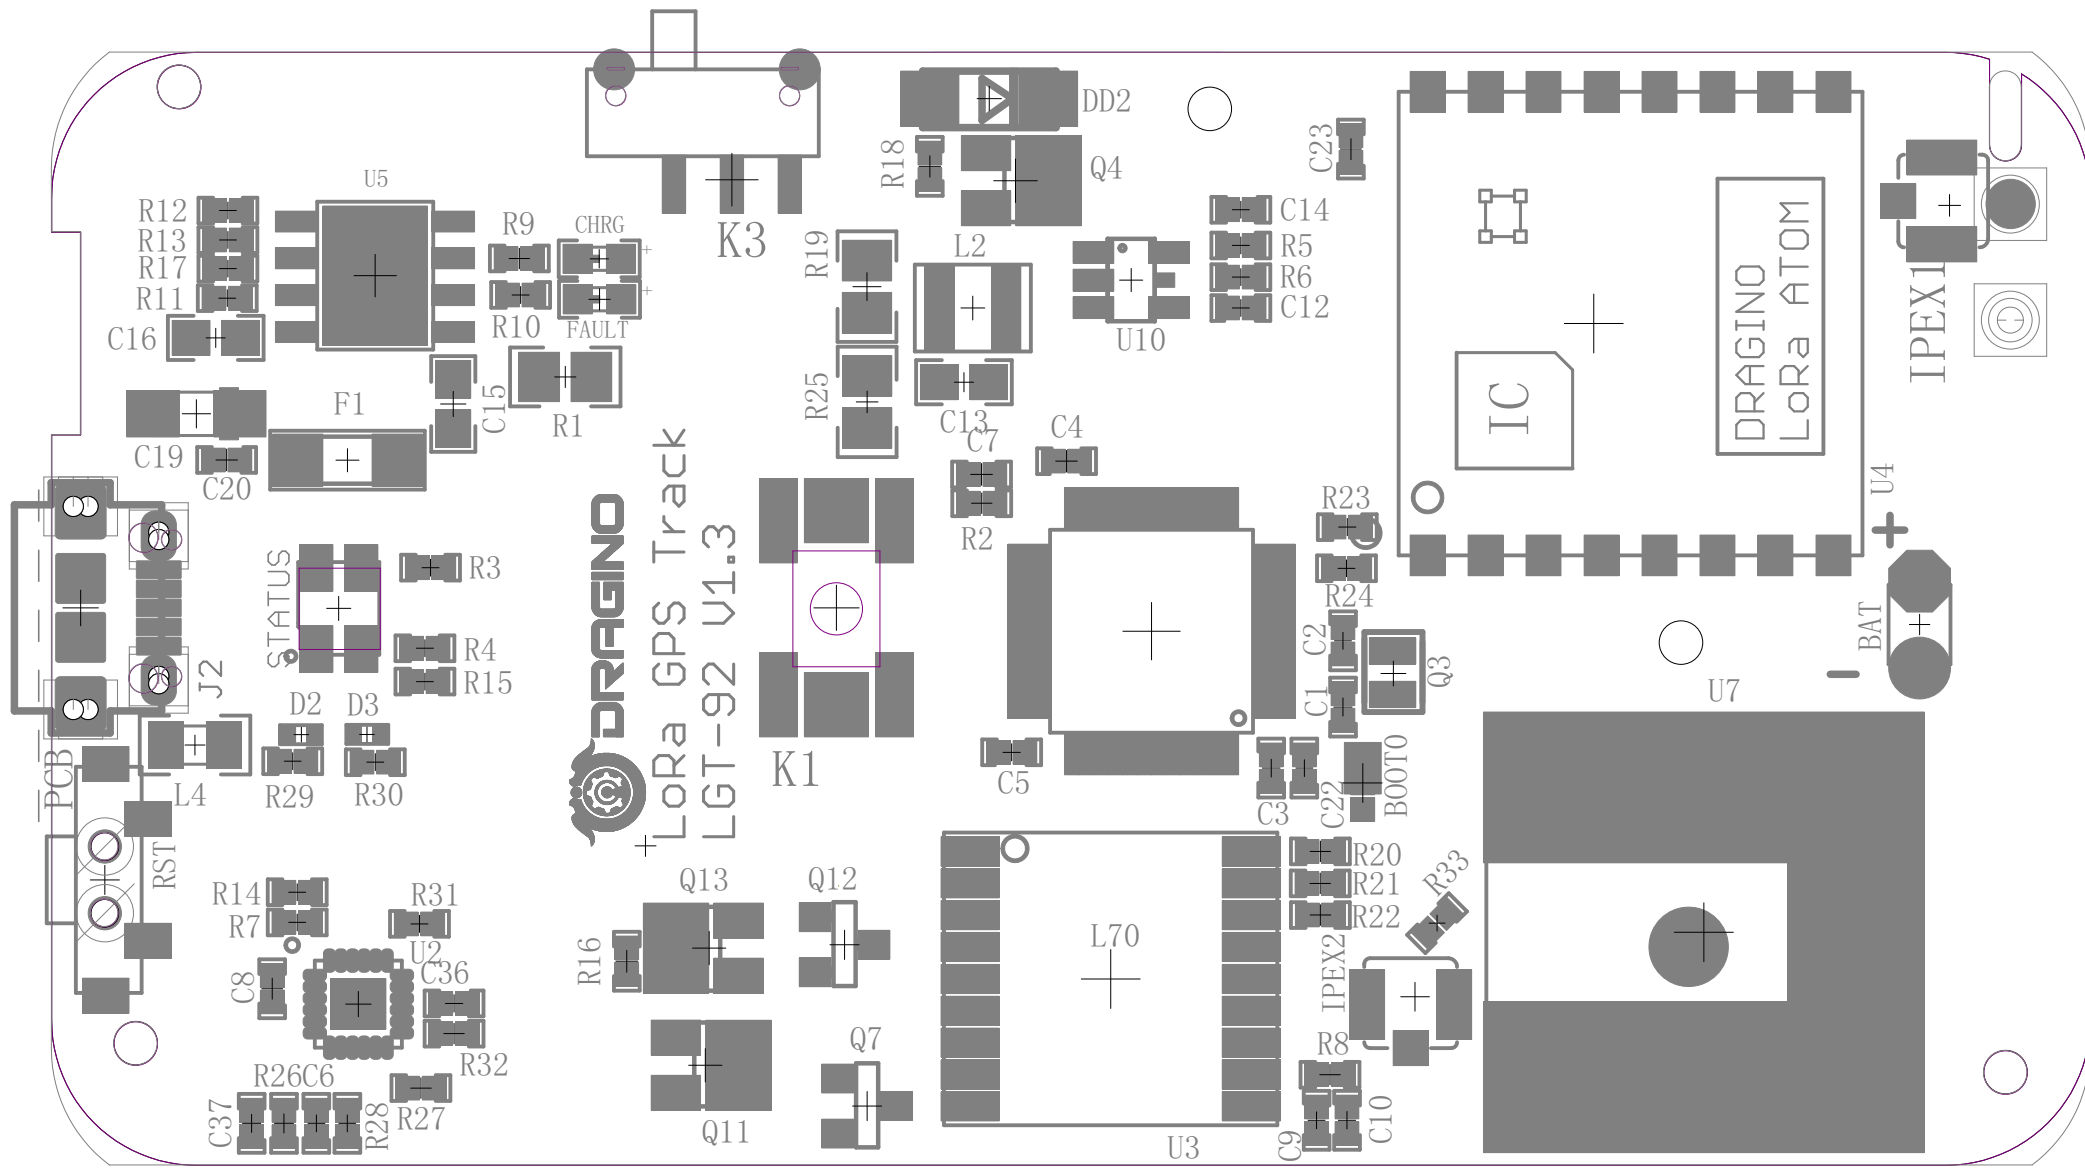 DD2
R18
Q4
C23
U5
R12
R13
R17
R11
C16
R9
CHRG
R10
FAULT
K3
R19
L2
U10
C14
R5
R6
C12
DRAGINO
LoRa ATOM
IC
IPEX1
U4
F1
C15
R1
R25
C13
C7
C4
R2
C19
C20
R23
R24
+
BAT
-
STATUS
R3
R4
R15
J2
D2
D3
R29
R30
L4
PCB
RST
DRAGINO
LoRa GPS Track
LGT-92 V1.3
K1
C2
C1
Q3
U7
C5
C3
C22
BOOT0
R20
R21
R22
R33
IPEX2
R14
R7
R31
U2
C36
C8
R32
R26
C6
R27
C37
R28
Q13
Q12
R16
Q11
Q7
L70
U3
R8
C9
C10